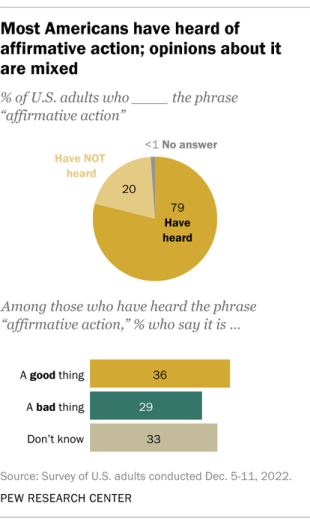 Most Americans have heard of
affirmative action; opinions about it
are mixed
% of U.S. adults who _____ the phrase
“affirmative action”
<1 No answer
Have NOT
heard
20
79
Have
heard
Among those who have heard the phrase
“affirmative action,” % who say it is ...
A good thing 36
A bad thing 29
Don’t know 33
Source: Survey of U.S. adults conducted Dec. 5-11, 2022.
PEW RESEARCH CENTER